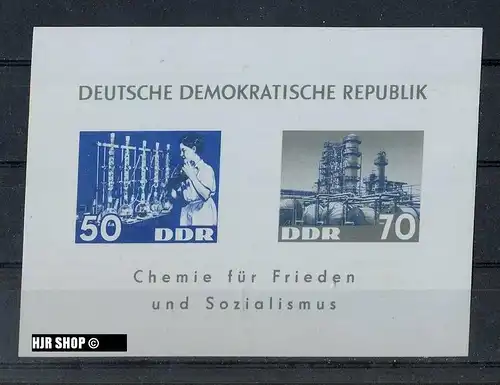 DEUTSCHE DEMOKRATISCHE REPUBLIK
50 DDR
DDR 70
Chemie für Frieden
und Sozialismus
HJR SHOP ©